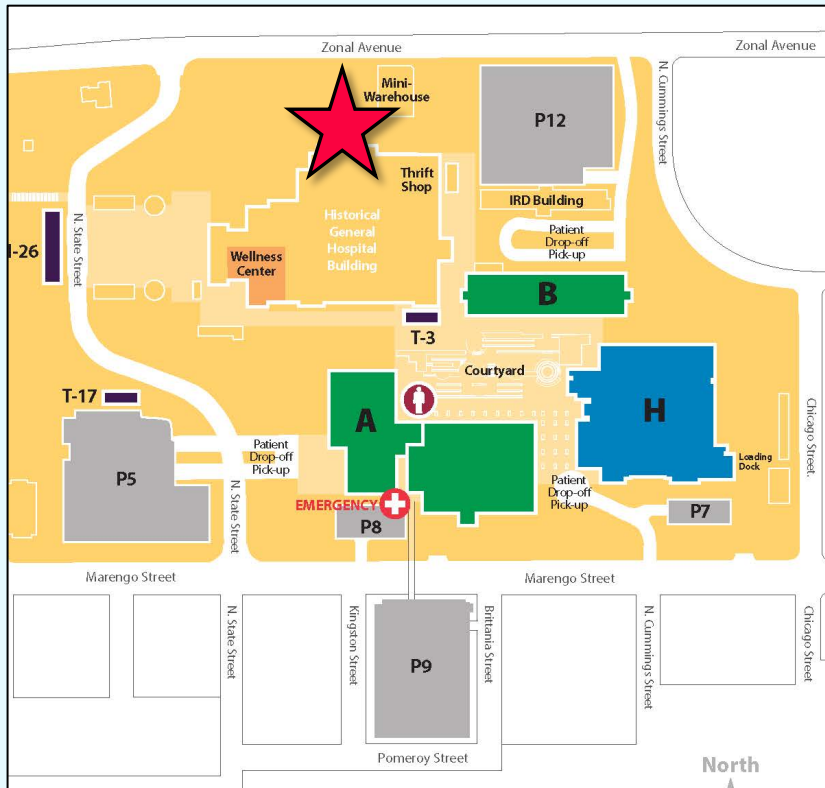 Zonal Avenue
Zonal Avenue
Mini-
Warehouse
P12
N. Cummings Street
Thrift
Shop
IRD Building
N. State Street
-26
Historical
General
Hospital
Building
Wellness
Center
Patient
Drop-off
Pick-up
B
T-3
Courtyard
T-17
A
H
Chicago Street.
P5
Patient
Drop-off
Pick-up
Loading
Dock
Patient
Drop-off
Pick-up
EMERGENCY
P8
P7
N. State Street
Marengo Street
Marengo Street
N. State Street
Kingston Street
Brittania Street
N. Cummings Street
Chicago Street
P9
Pomeroy Street
North